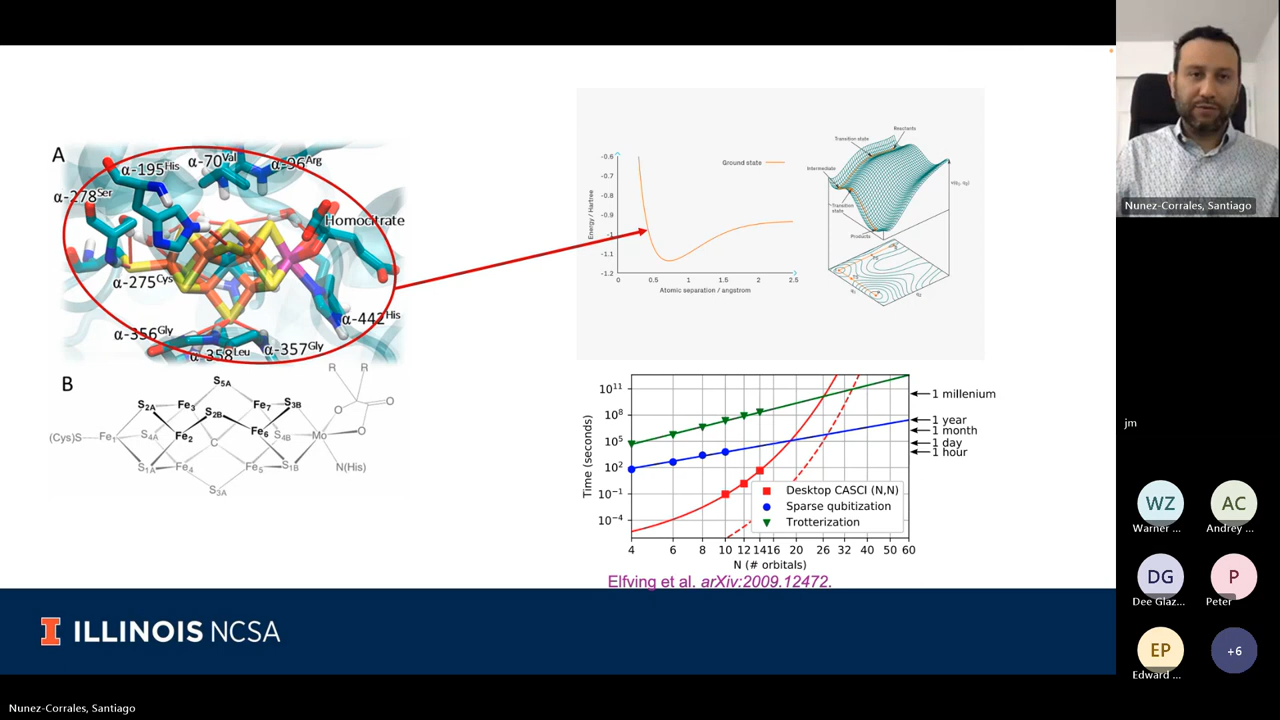 A
α-195His
α-70Val
α-96Arg
α-278Ser
Homocitrate
α-275Cys
α-442His
α-356Gly
α-358Leu
α-357Gly
B
R R
S5A
S2A Fe3 Fe7 S3B
S2B
O O
(Cys)S Fe1 S4A Fe2 C Fe6 S4B Mo
O
S1A Fe4 Fe5 S1B N(His)
S3A
Ground state
-0.6
-0.7
-0.8
-0.9
-1
-1.1
-1.2
Energy / Hartree
0 0.5 1 1.5 2 2.5
Atomic separation / angstrom
Reactants
Transition state
Intermediate
Transition
state
Products
10^11
10^8
10^5
10^2
10^-1
10^-4
Time (seconds)
1 millenium
1 year
1 month
1 day
1 hour
Desktop CASCI (N,N)
Sparse qubitization
Trotterization
4 6 8 10 12 1416 20 26 32 40 50 60
N (# orbitals)
Elfving et al. arXiv:2009.12472.
I ILLINOIS NCSA
Nunez-Corrales, Santiago
Nunez-Corrales, Santiago
jm
WZ AC
Warner ... Andrey ...
DG P
Dee Glaz... Peter
EP +6
Edward ...